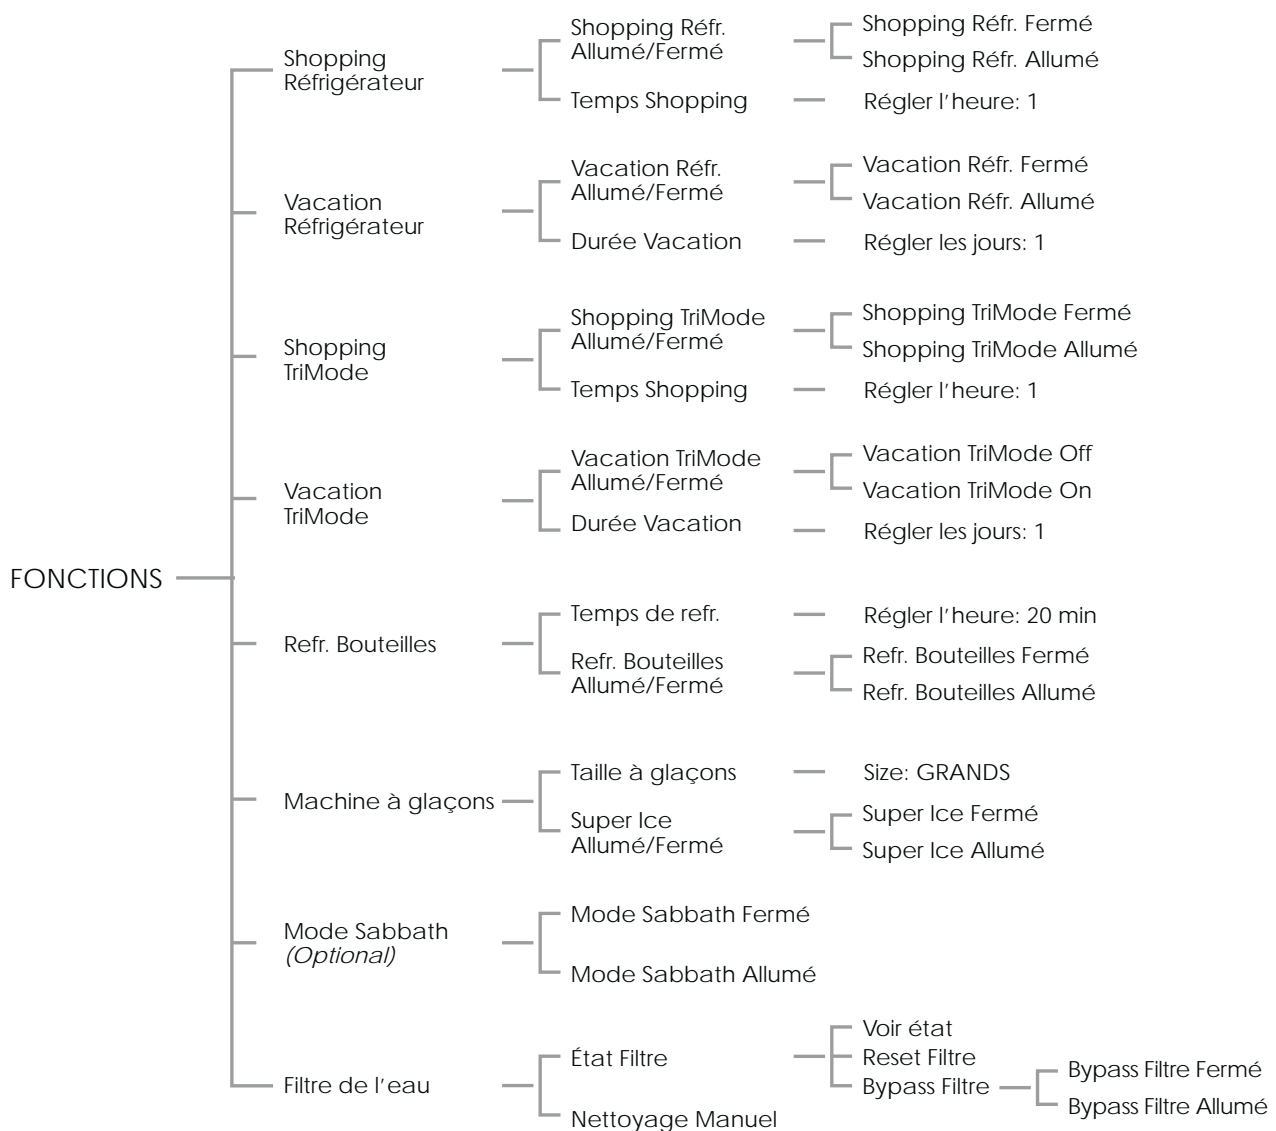 FONCTIONS
Shopping
Réfrigérateur
Shopping Réfr.
Allumé/Fermé
Shopping Réfr. Fermé
Shopping Réfr. Allumé
Temps Shopping
Régler l'heure: 1
Vacation
Réfrigérateur
Vacation Réfr.
Allumé/Fermé
Vacation Réfr. Fermé
Vacation Réfr. Allumé
Durée Vacation
Régler les jours: 1
Shopping
TriMode
Shopping TriMode
Allumé/Fermé
Shopping TriMode Fermé
Shopping TriMode Allumé
Temps Shopping
Régler l'heure: 1
Vacation
TriMode
Vacation TriMode
Allumé/Fermé
Vacation TriMode Off
Vacation TriMode On
Durée Vacation
Régler les jours: 1
Refr. Bouteilles
Temps de refr.
Régler l'heure: 20 min
Refr. Bouteilles
Allumé/Fermé
Refr. Bouteilles Fermé
Refr. Bouteilles Allumé
Machine à glaçons
Taille à glaçons
Size: GRANDS
Super Ice
Allumé/Fermé
Super Ice Fermé
Super Ice Allumé
Mode Sabbath
(Optional)
Mode Sabbath Fermé
Mode Sabbath Allumé
Filtre de l'eau
État Filtre
Voir état
Reset Filtre
Bypass Filtre
Bypass Filtre Fermé
Bypass Filtre Allumé
Nettoyage Manuel